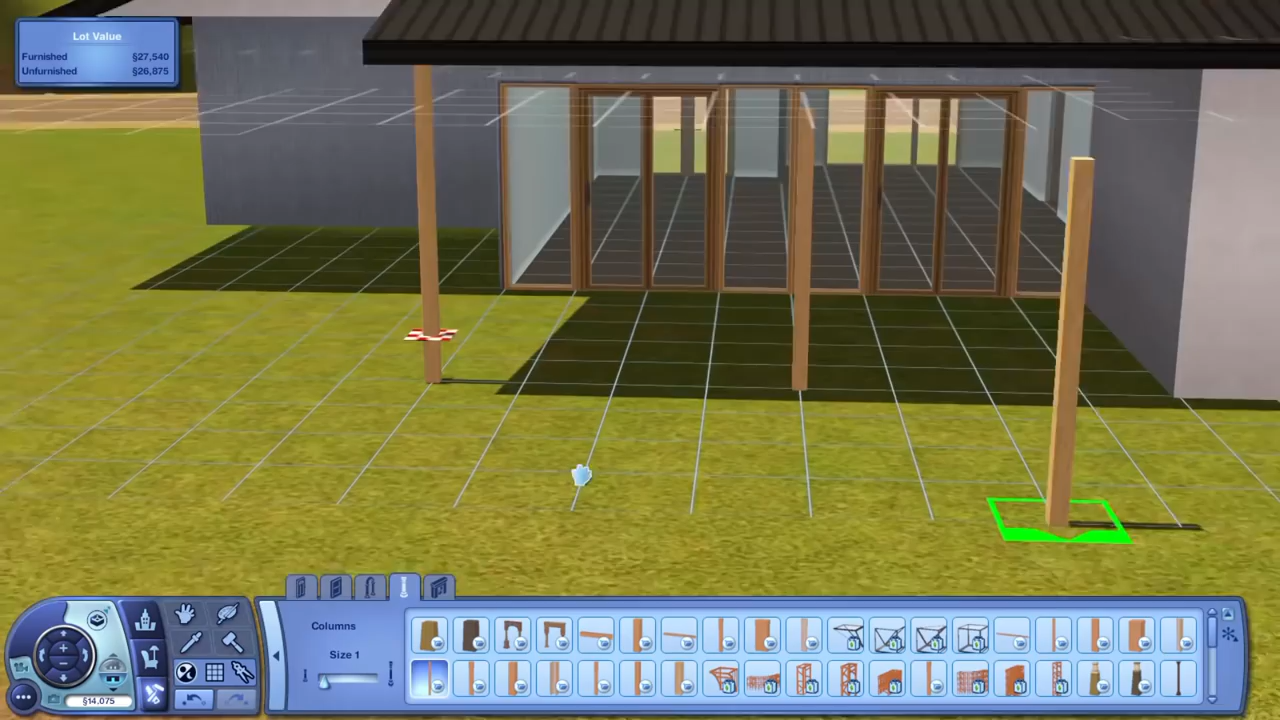 Lot Value
Furnished §27,540
Unfurnished §26,875
Columns
Size 1
§14,075